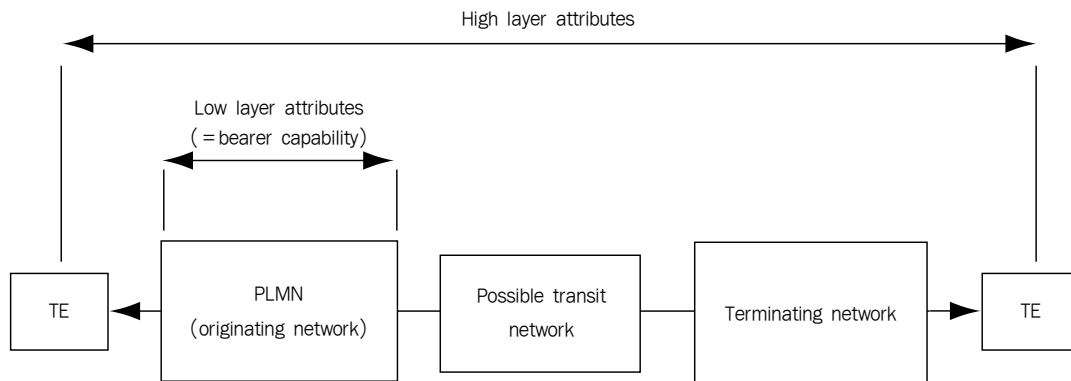 High layer attributes
Low layer attributes
(=bearer capability)
TE
PLMN
(originating network)
Possible transit
network
Terminating network
TE